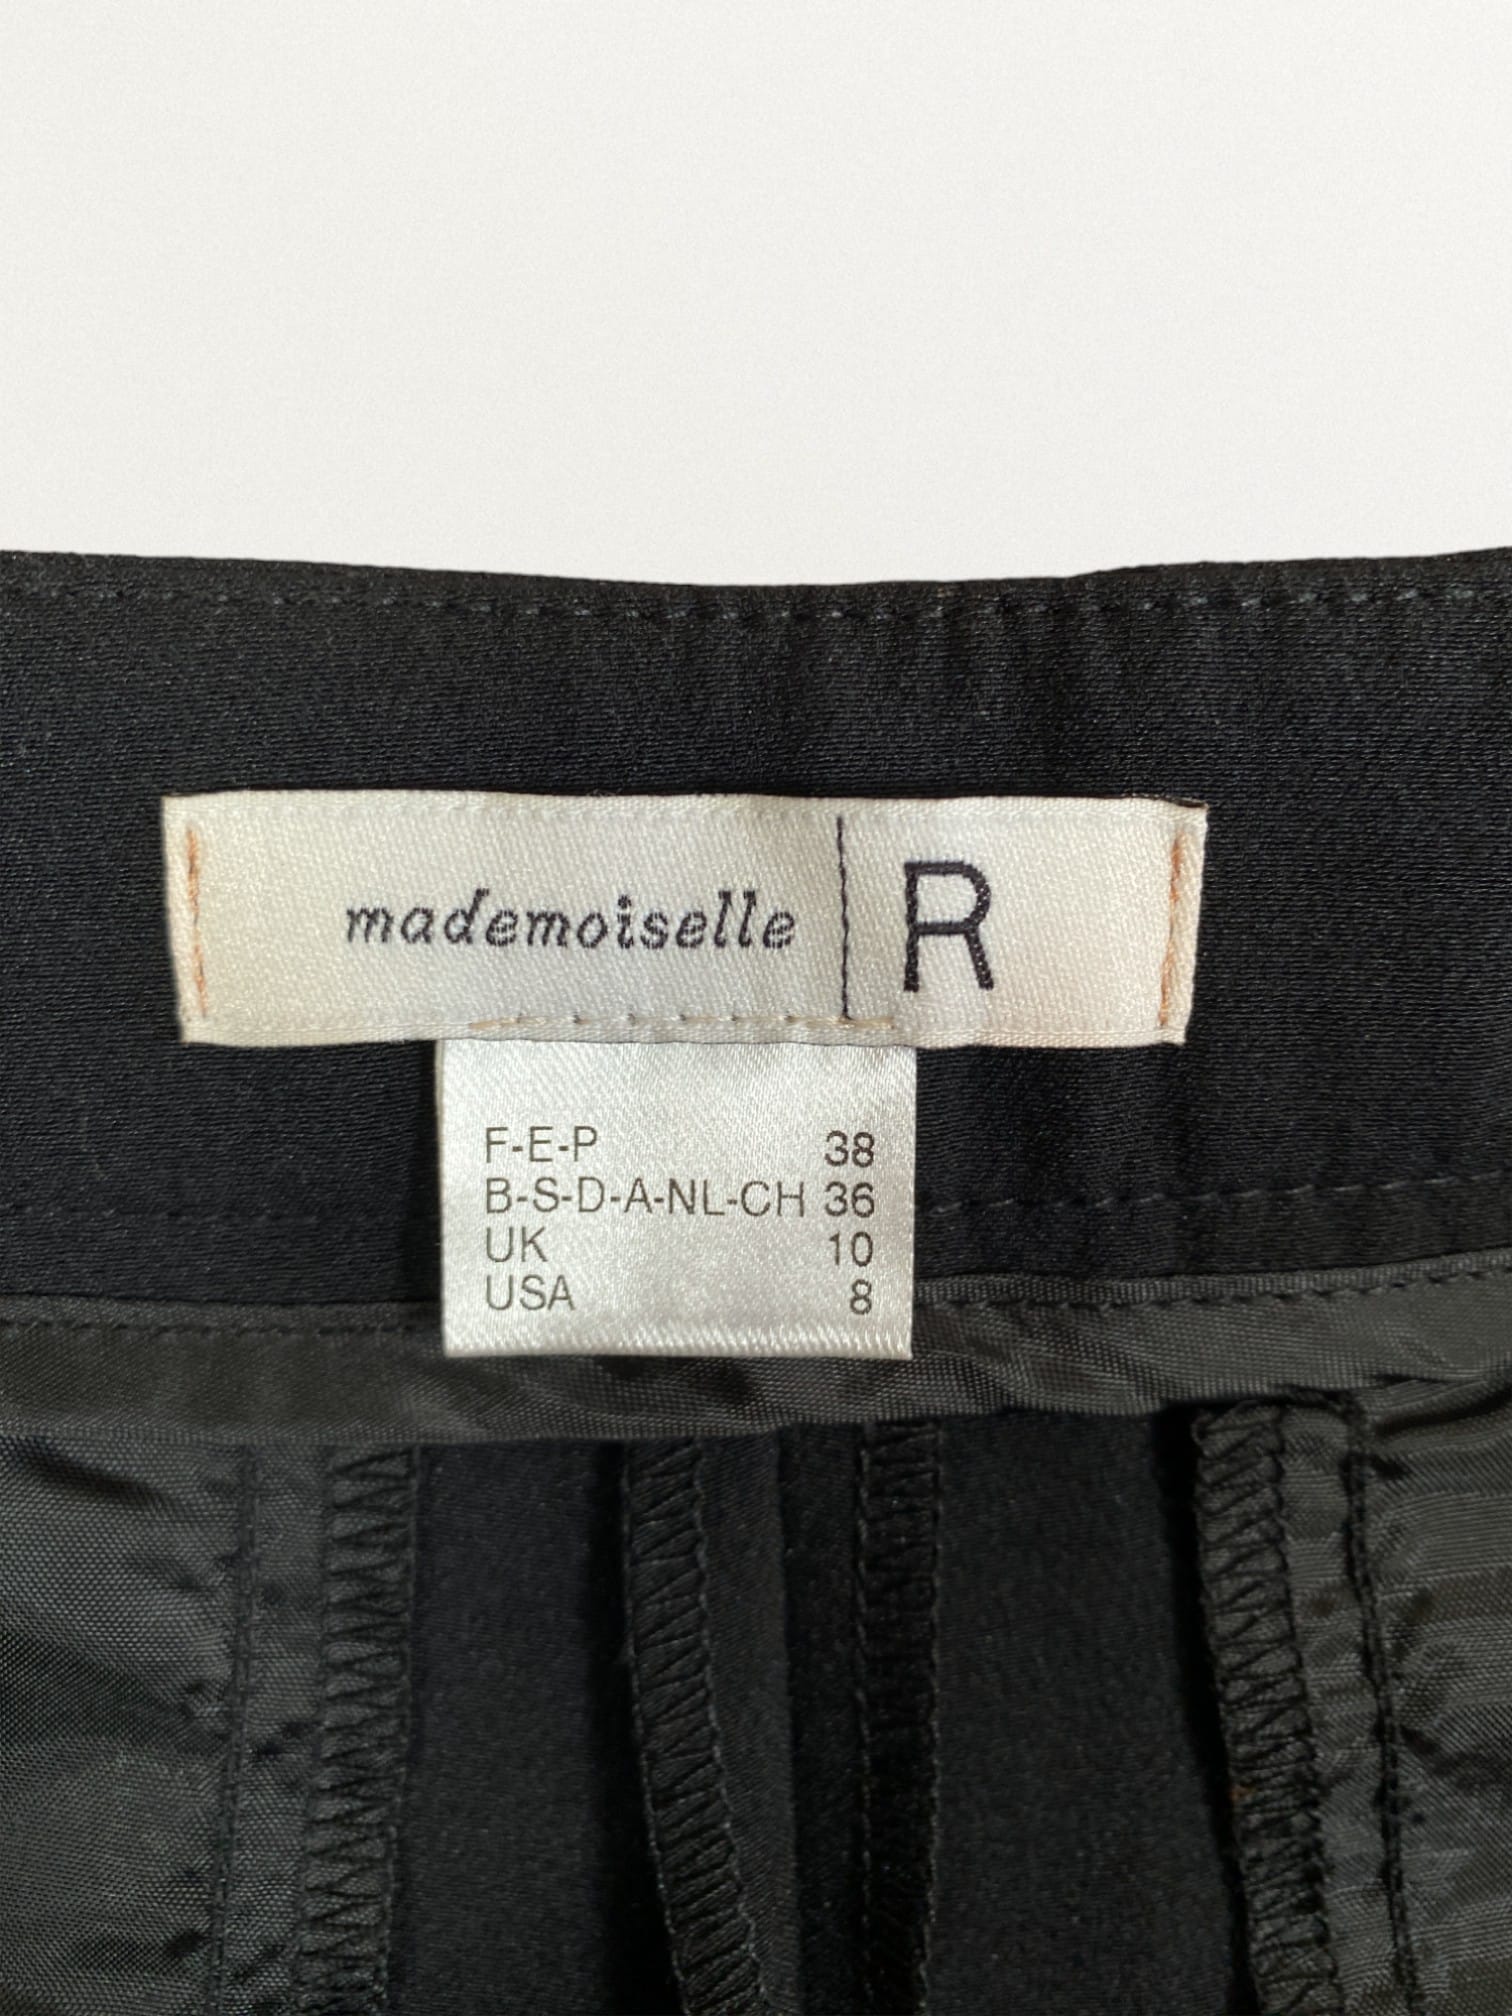 mademoiselle R
F-E-P 38
B-S-D-A-NL-CH 36
UK 10
USA 8